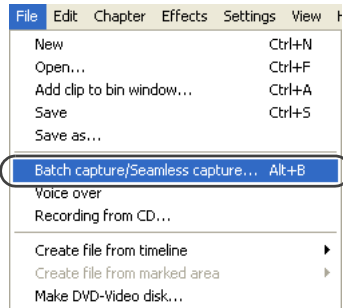 File Edit Chapter Effects Settings View
New Ctrl+N
Open... Ctrl+F
Add clip to bin window... Ctrl+A
Save Ctrl+S
Save as...
Batch capture/Seamless capture... Alt+B
Voice over
Recording from CD...
Create file from timeline
Create file from marked area
Make DVD-Video disk...